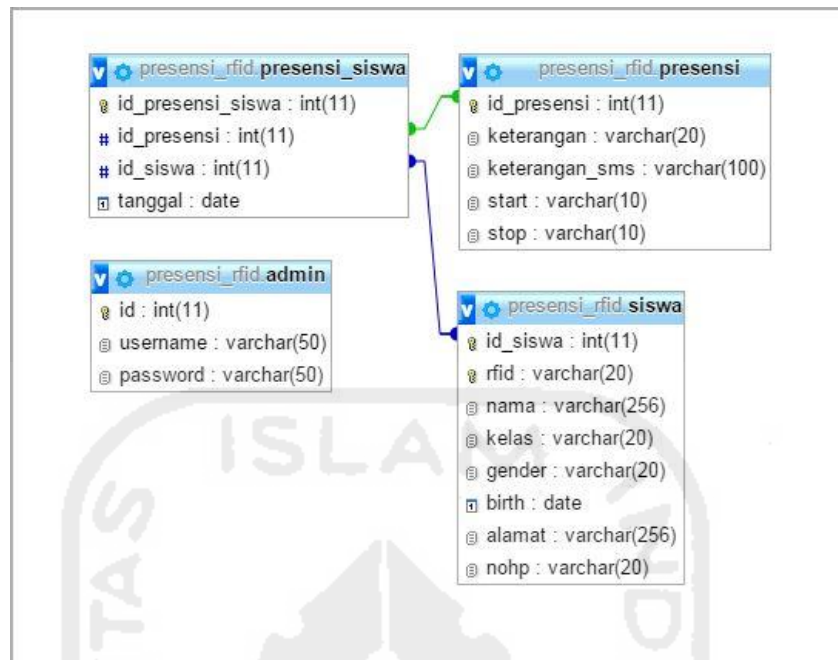 presensi_rfid.presensi_siswa
id_presensi_siswa : int(11)
id_presensi : int(11)
id_siswa : int(11)
tanggal : date
presensi_rfid.presensi
id_presensi : int(11)
keterangan : varchar(20)
keterangan_sms : varchar(100)
start : varchar(10)
stop : varchar(10)
presensi_rfid.admin
id : int(11)
username : varchar(50)
password : varchar(50)
presensi_rfid.siswa
id_siswa : int(11)
rfid : varchar(20)
nama : varchar(256)
kelas : varchar(20)
gender : varchar(20)
birth : date
alamat : varchar(256)
nohp : varchar(20)
TAS ISLAM IND